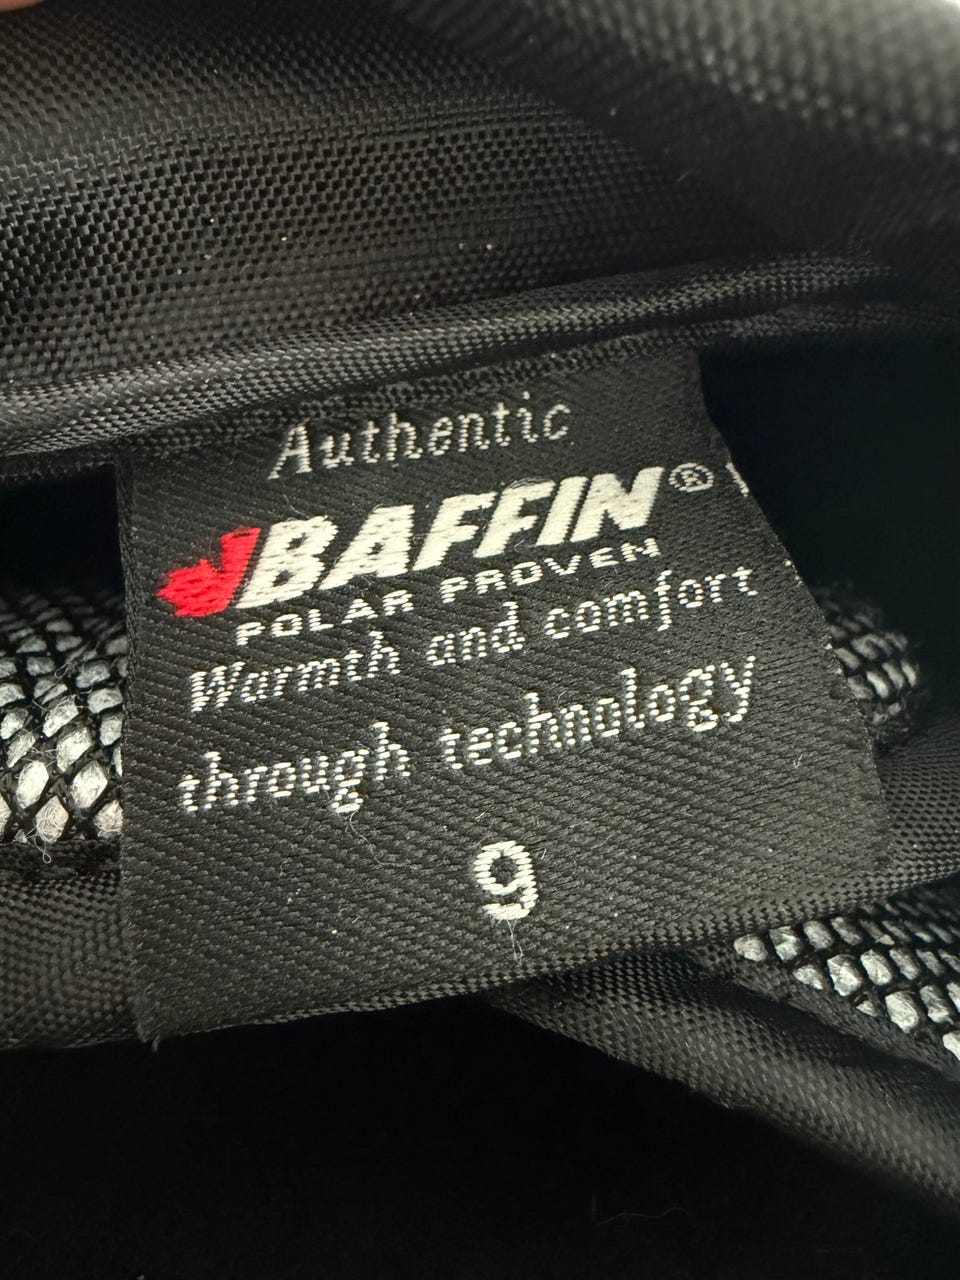 Authentic
BAFFIN®
POLAR PROVEN
Warmth and comfort
through technology
9